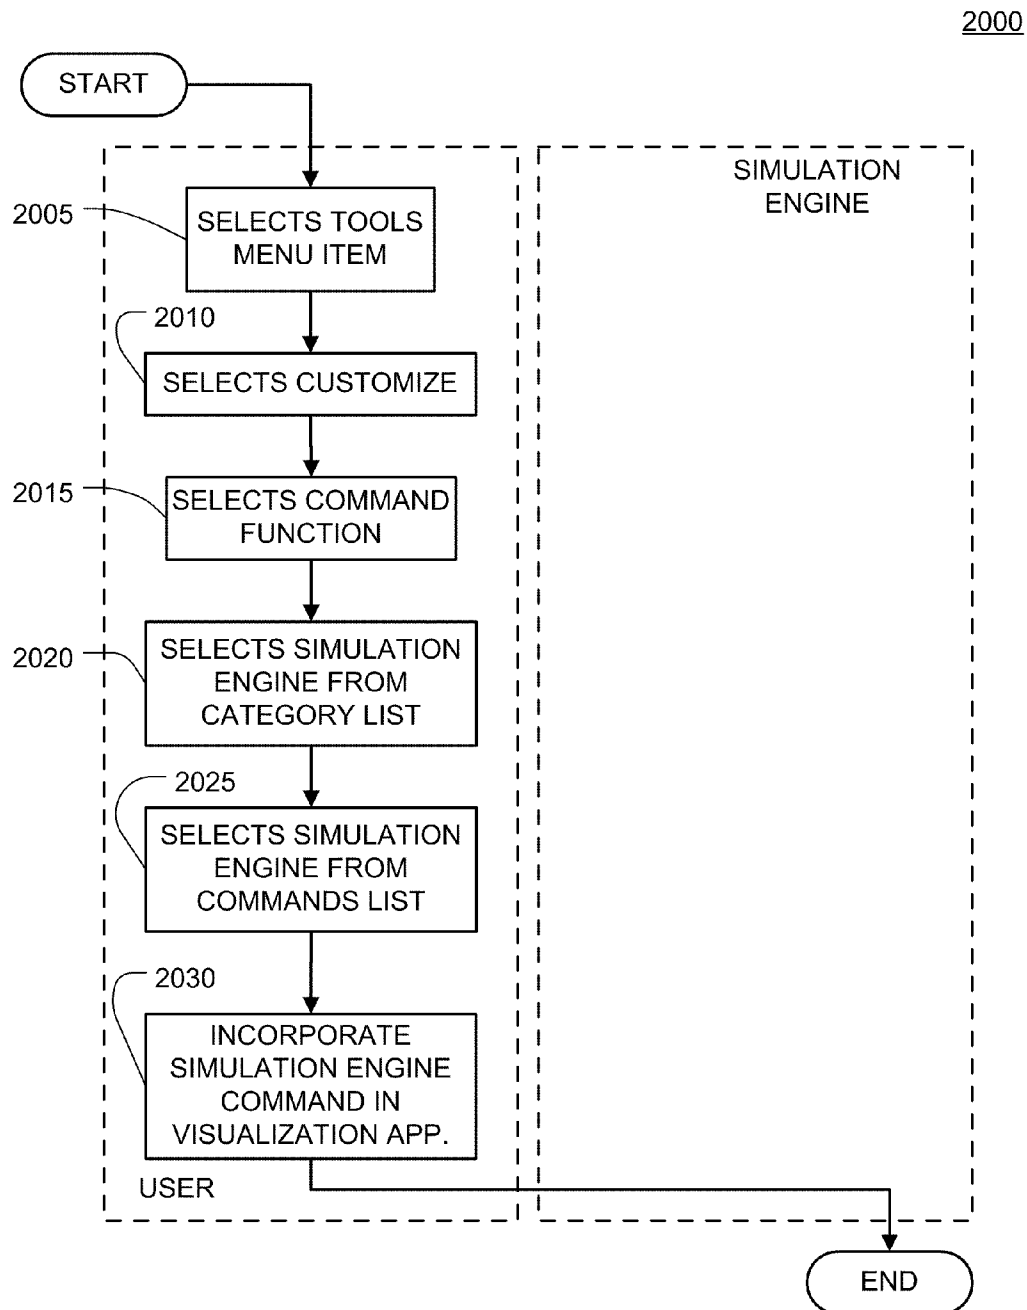 2000
START
SIMULATION
ENGINE
2005
SELECTS TOOLS
MENU ITEM
2010
SELECTS CUSTOMIZE
2015
SELECTS COMMAND
FUNCTION
2020
SELECTS SIMULATION
ENGINE FROM
CATEGORY LIST
2025
SELECTS SIMULATION
ENGINE FROM
COMMANDS LIST
2030
INCORPORATE
SIMULATION ENGINE
COMMAND IN
VISUALIZATION APP.
USER
END